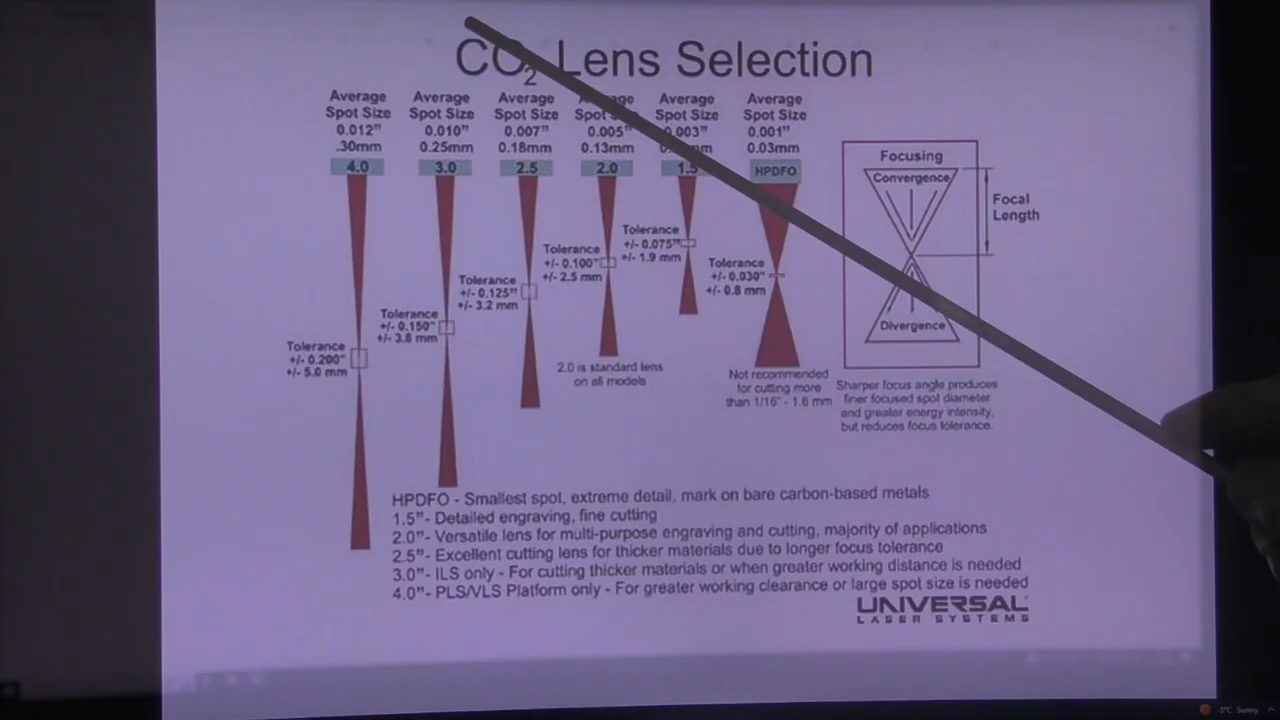 CO2 Lens Selection
Average
Spot Size
0.012"
.30mm
4.0
Average
Spot Size
0.010"
0.25mm
3.0
Average
Spot Size
0.007"
0.18mm
2.5
Spot Size
0.005"
0.13mm
2.0
Average
Spot Size
0.003"
1.5
Average
Spot Size
0.001"
0.03mm
HPDFO
Tolerance
+/- 0.200"
+/- 5.0 mm
Tolerance
+/- 0.150"
+/- 3.8 mm
Tolerance
+/- 0.125"
+/- 3.2 mm
Tolerance
+/- 0.100"
+/- 2.5 mm
Tolerance
+/- 0.075"
+/- 1.9 mm
Tolerance
+/- 0.030"
+/- 0.8 mm
2.0 is standard lens
on all models
Not recommended
for cutting more
than 1/16" - 1.6 mm
Focusing
Convergence
Divergence
Focal
Length
Sharper focus angle produces
finer focused spot diameter
and greater energy intensity,
but reduces focus tolerance.
HPDFO - Smallest spot, extreme detail, mark on bare carbon-based metals
1.5"- Detailed engraving, fine cutting
2.0"- Versatile lens for multi-purpose engraving and cutting, majority of applications
2.5"- Excellent cutting lens for thicker materials due to longer focus tolerance
3.0"- ILS only - For cutting thicker materials or when greater working distance is needed
4.0"- PLS/VLS Platform only - For greater working clearance or large spot size is needed
UNIVERSAL
LASER SYSTEMS
-3°C Sunny